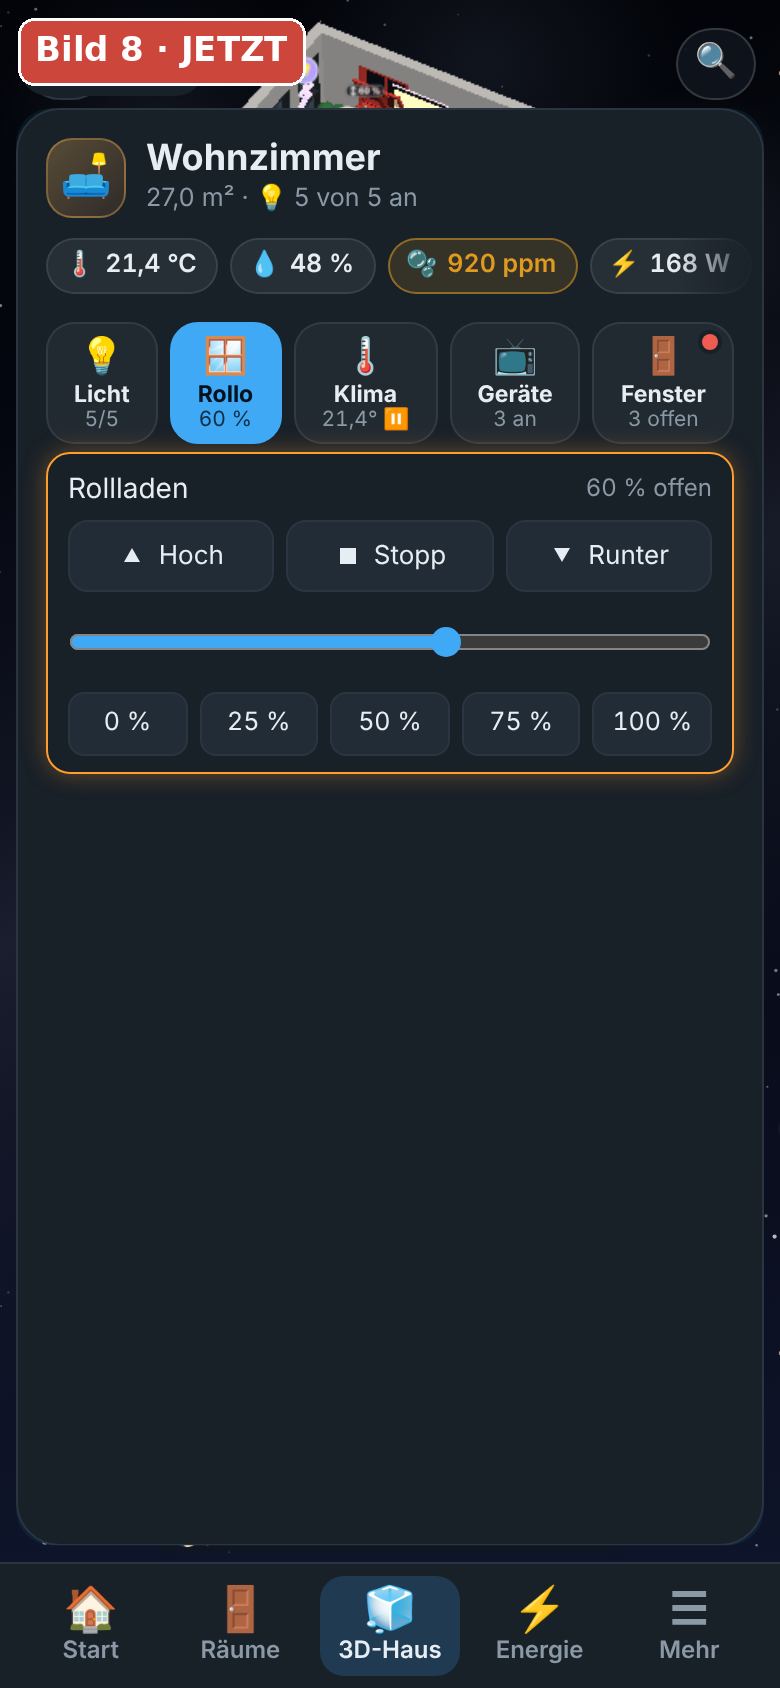 Bild 8 · JETZT
Wohnzimmer
27,0 m² · 5 von 5 an
21,4 °C
48 %
920 ppm
168 W
Licht
5/5
Rollo
60 %
Klima
21,4°
Geräte
3 an
Fenster
3 offen
Rollladen
60 % offen
Hoch
Stopp
Runter
0 %
25 %
50 %
75 %
100 %
Start
Räume
3D-Haus
Energie
Mehr